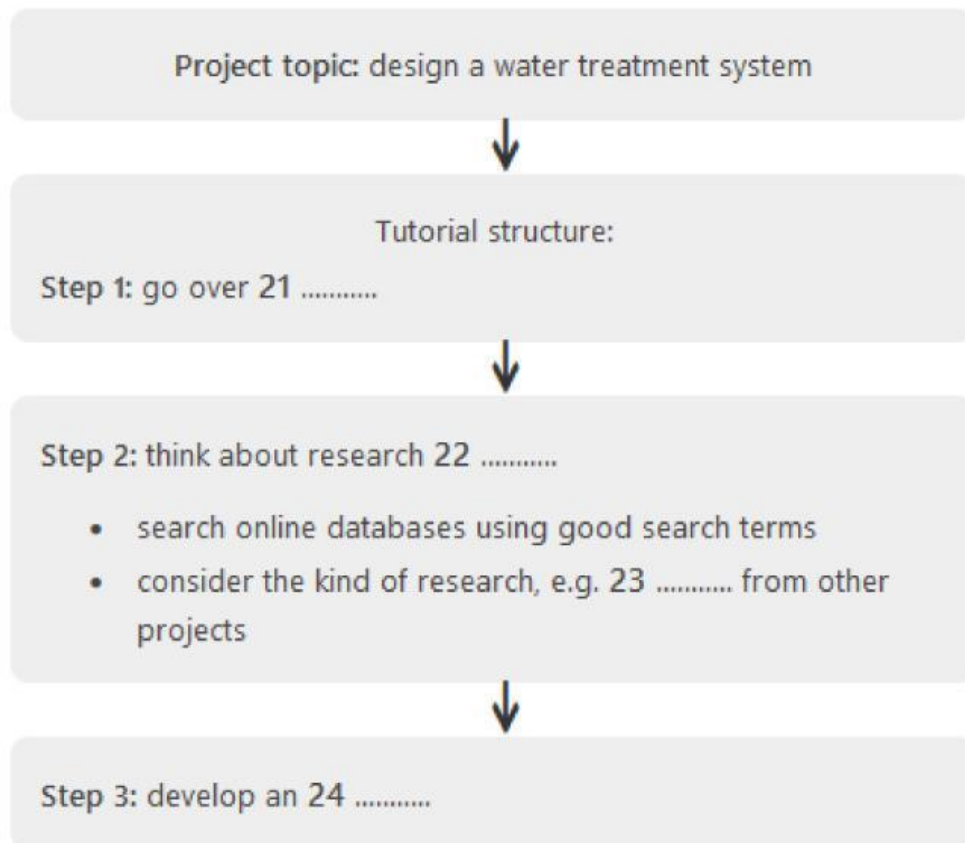 Project topic: design a water treatment system
Tutorial structure:
Step 1: go over 21 ...........
Step 2: think about research 22 ...........
• search online databases using good search terms
• consider the kind of research, e.g. 23 ........... from other
projects
Step 3: develop an 24 ...........